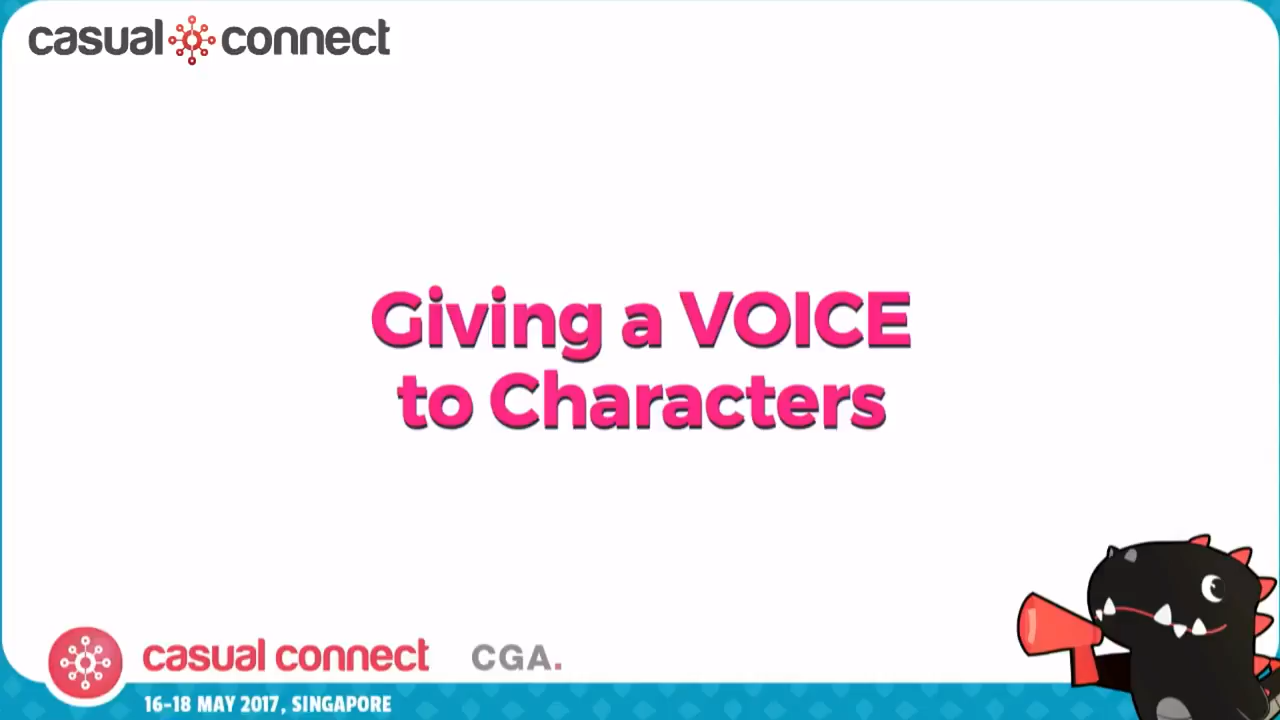 casual connect
Giving a VOICE
to Characters
casual connect CGA.
16-18 MAY 2017, SINGAPORE